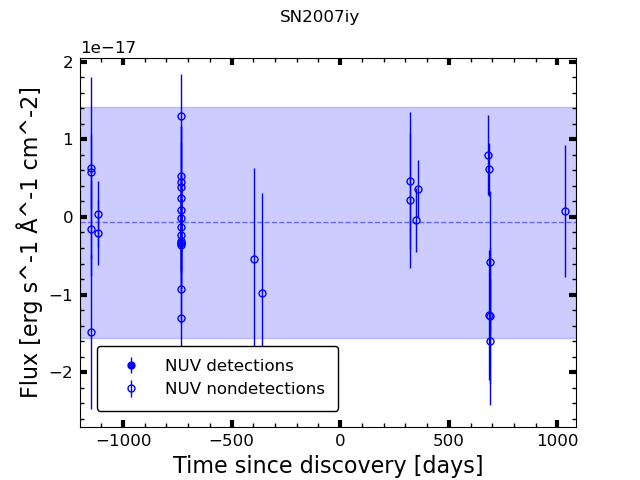 SN2007iy
1e−17
Flux [erg s^-1 Å^-1 cm^-2]
2
1
0
−1
−2
NUV detections
NUV nondetections
−1000 −500 0 500 1000
Time since discovery [days]